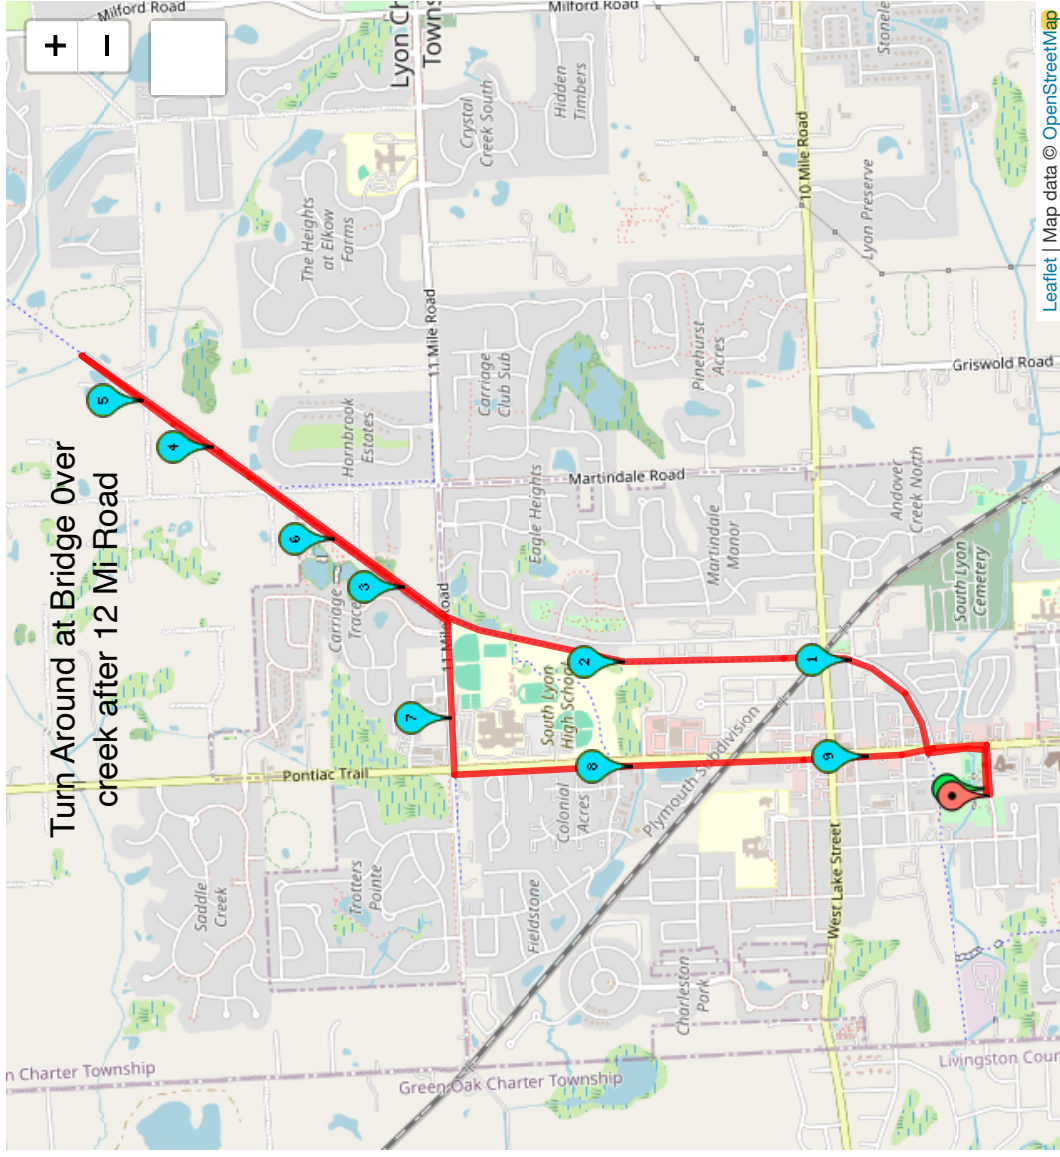 Milford Road
Milford Road
+
−
Lyon Ch
Towns
Stonele
Crystal
Creek South
Hidden
Timbers
10 Mile Road
Lyon Preserve
The Heights
at Elkow
Farms
11 Mile Road
Carriage
Club Sub
Pinehurst
Acres
Griswold Road
Leaflet | Map data © OpenStreetMap
5
4
Hornbrook
Estates
Martindale Road
Turn Around at Bridge Over
creek after 12 Mi Road
6
3
Carriage
Trace
Eagle Heights
Martindale
Manor
Andover
Creek North
South Lyon
Cemetery
11 Mile Road
2
1
7
South Lyon
High School
Pontiac Trail
8
9
Colonial
Acres
Plymouth Subdivision
Saddle
Creek
Trotters
Pointe
Fieldstone
West Lake Street
Charleston
Park
n Charter Township
Green Oak Charter Township
Livingston Coun